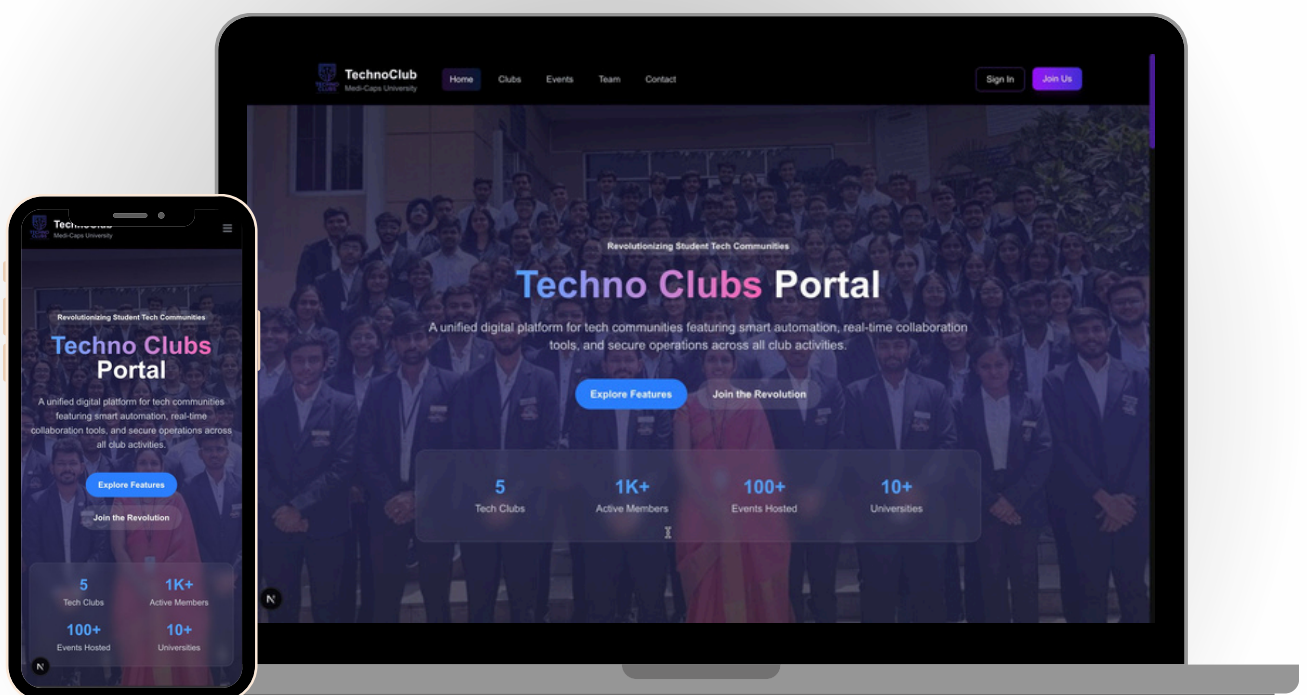 TechnoClub
Medi-Caps University
Home
Clubs
Events
Team
Contact
Sign In
Join Us
Revolutionizing Student Tech Communities
Techno Clubs Portal
A unified digital platform for tech communities featuring smart automation, real-time collaboration
tools, and secure operations across all club activities.
Explore Features
Join the Revolution
5
Tech Clubs
1K+
Active Members
100+
Events Hosted
10+
Universities
N
Medi-Caps University
Revolutionizing Student Tech Communities
Techno Clubs
Portal
A unified digital platform for tech communities
featuring smart automation, real-time
collaboration tools, and secure operations across
all club activities.
Explore Features
Join the Revolution
5
Tech Clubs
1K+
Active Members
100+
Events Hosted
10+
Universities
N